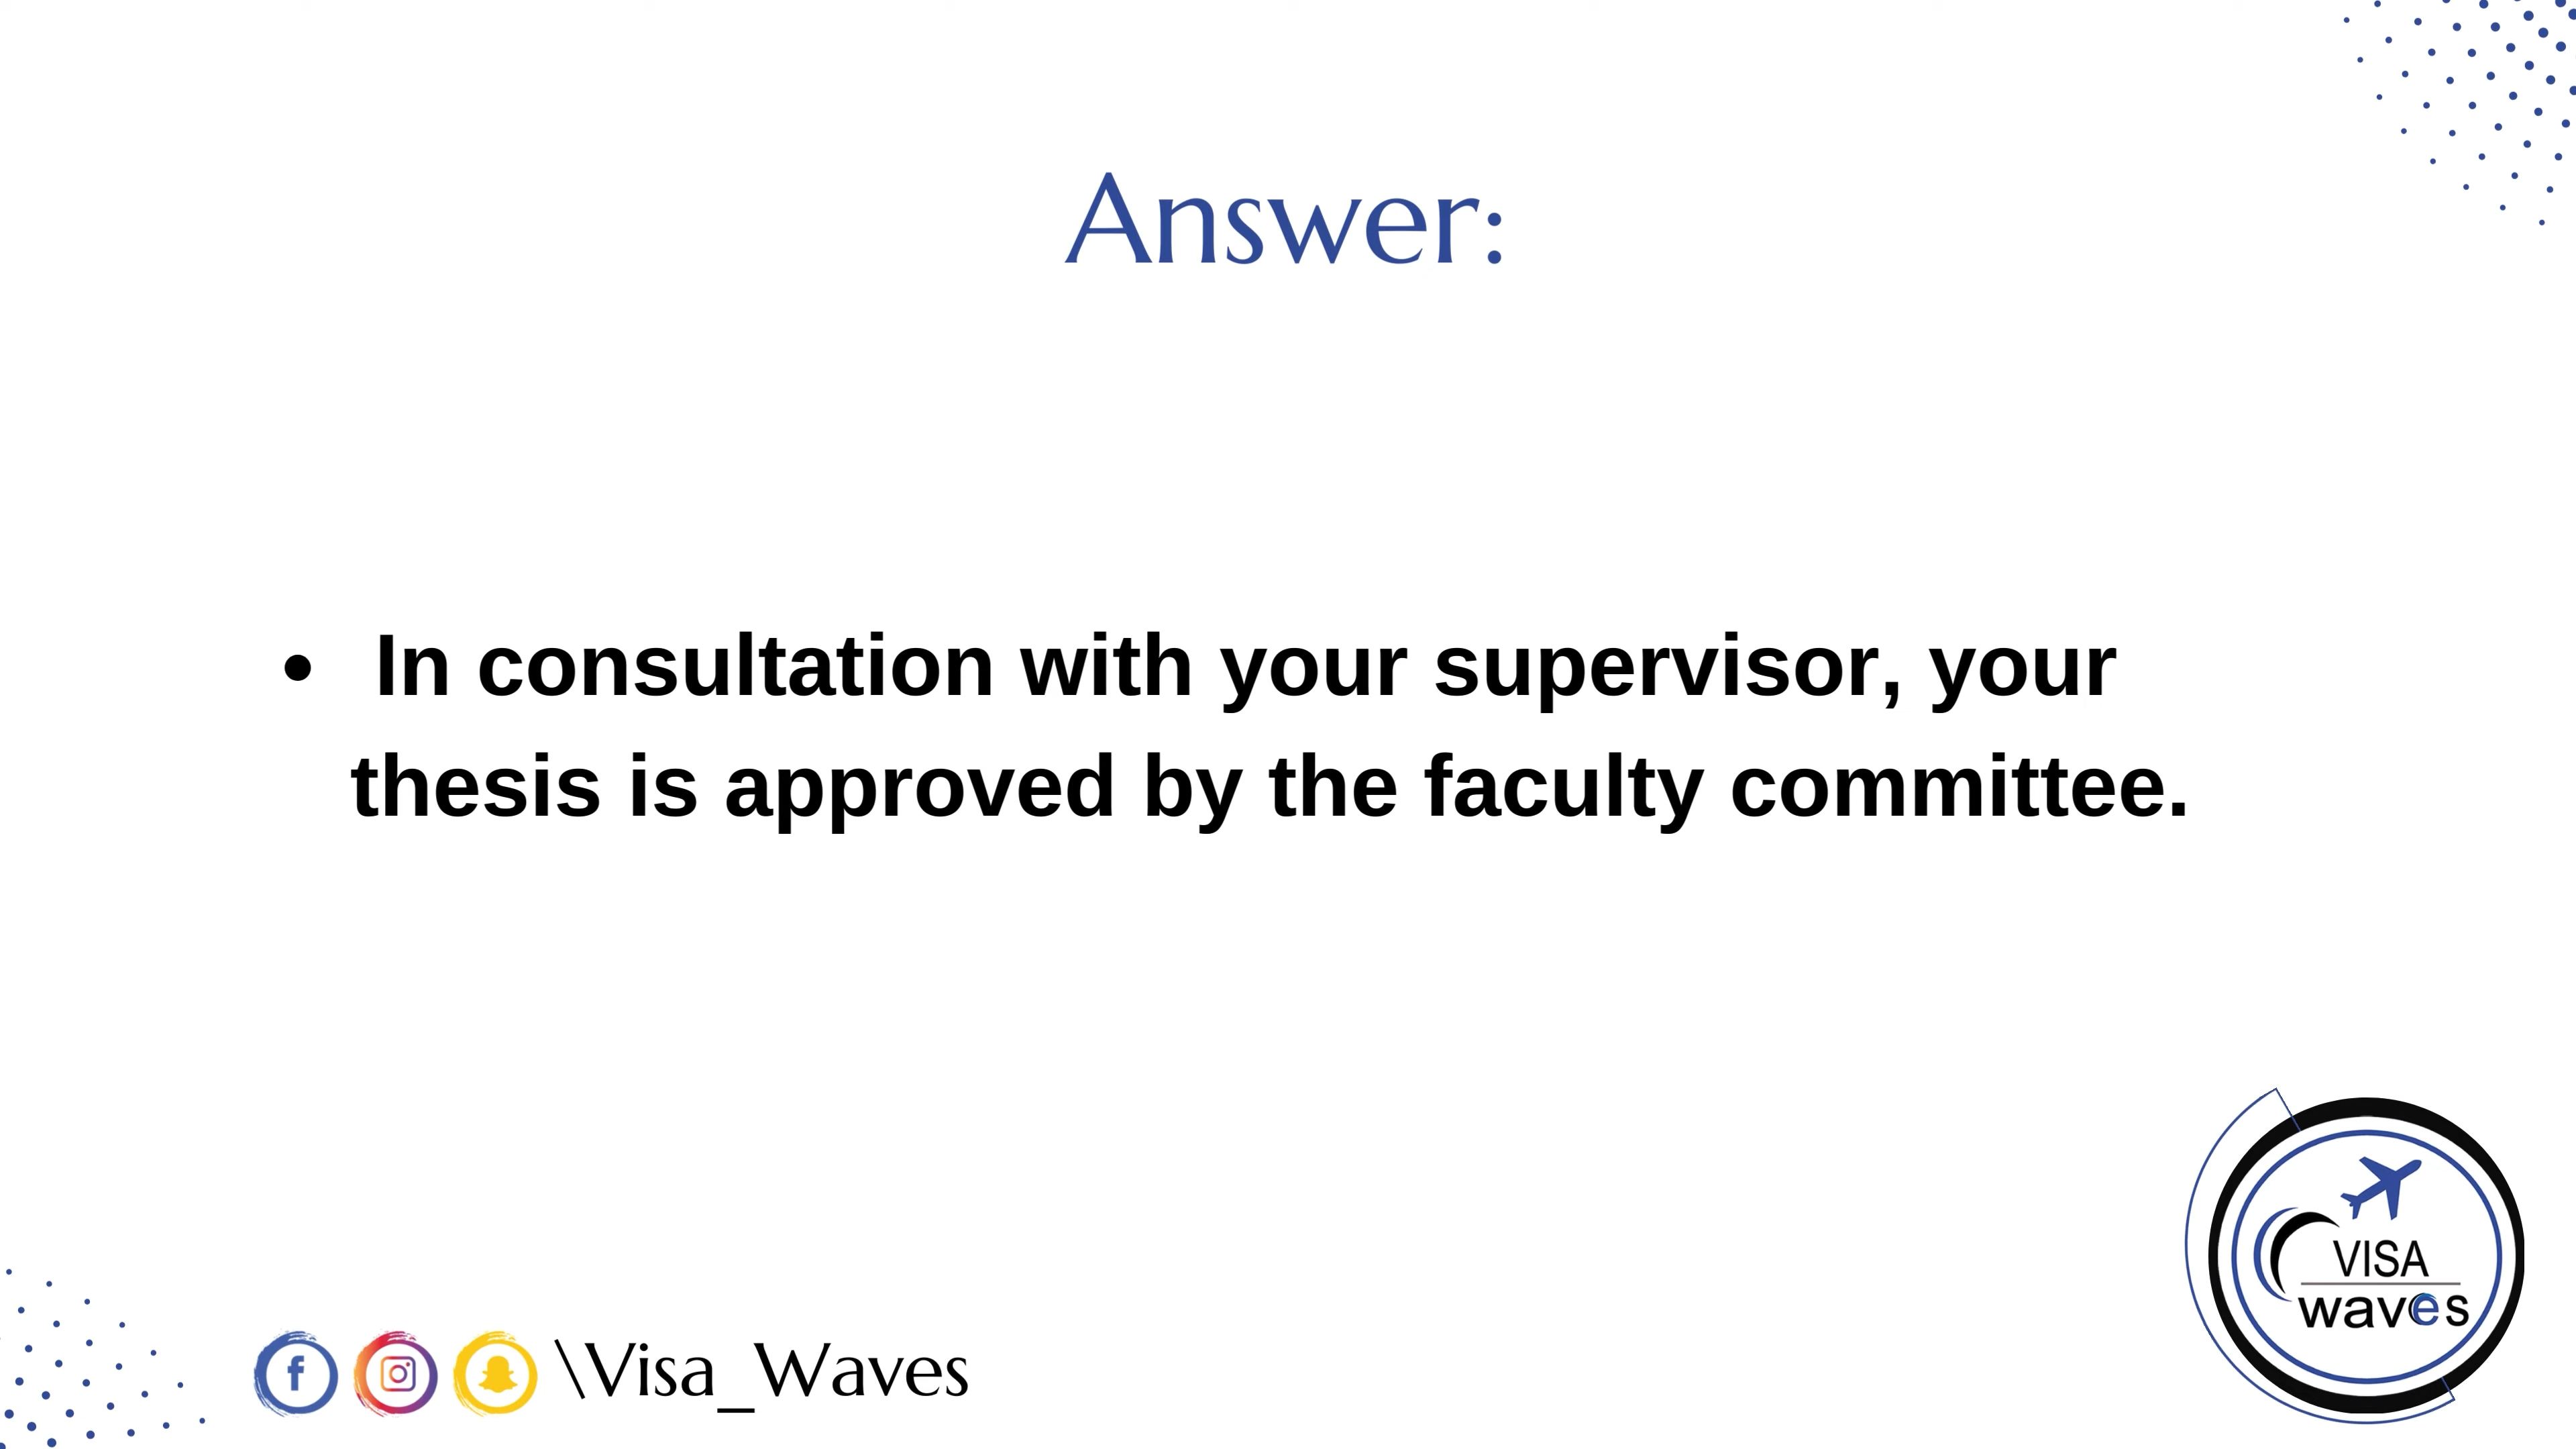 Answer:
• In consultation with your supervisor, your
thesis is approved by the faculty committee.
VISA
waves
\Visa_Waves